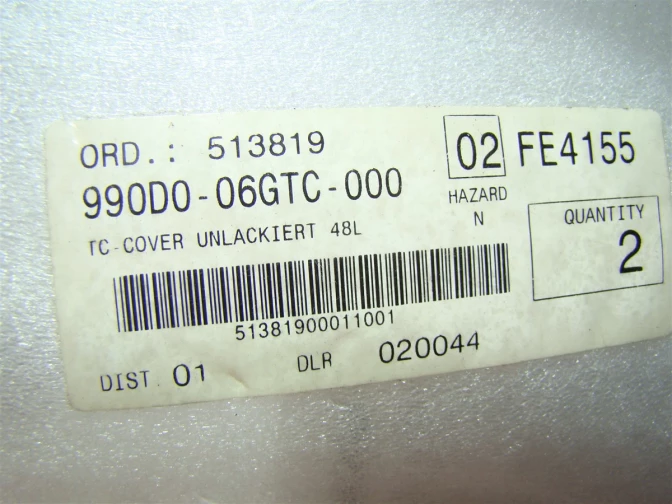 ORD.: 513819
02 FE4155
990D0-06GTC-000
HAZARD
N
QUANTITY
2
TC-COVER UNLACKIERT 48L
51381900011001
DIST 01 DLR 020044